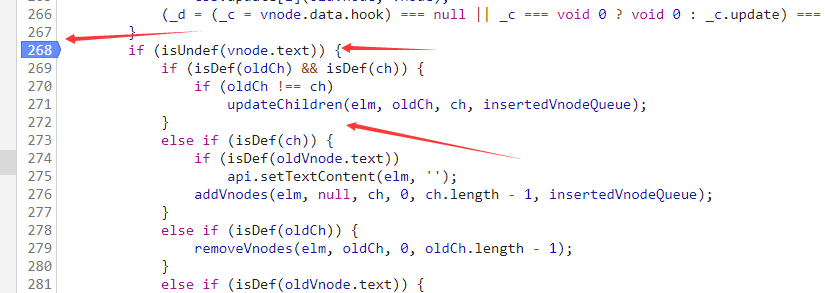 266 (_d = (_c = vnode.data.hook) === null || _c === void 0 ? void 0 : _c.update) ===
267 }
268 if (isUndef(vnode.text)) {
269 if (isDef(oldCh) && isDef(ch)) {
270 if (oldCh !== ch)
271 updateChildren(elm, oldCh, ch, insertedVnodeQueue);
272 }
273 else if (isDef(ch)) {
274 if (isDef(oldVnode.text))
275 api.setTextContent(elm, '');
276 addVnodes(elm, null, ch, 0, ch.length - 1, insertedVnodeQueue);
277 }
278 else if (isDef(oldCh)) {
279 removeVnodes(elm, oldCh, 0, oldCh.length - 1);
280 }
281 else if (isDef(oldVnode.text)) {